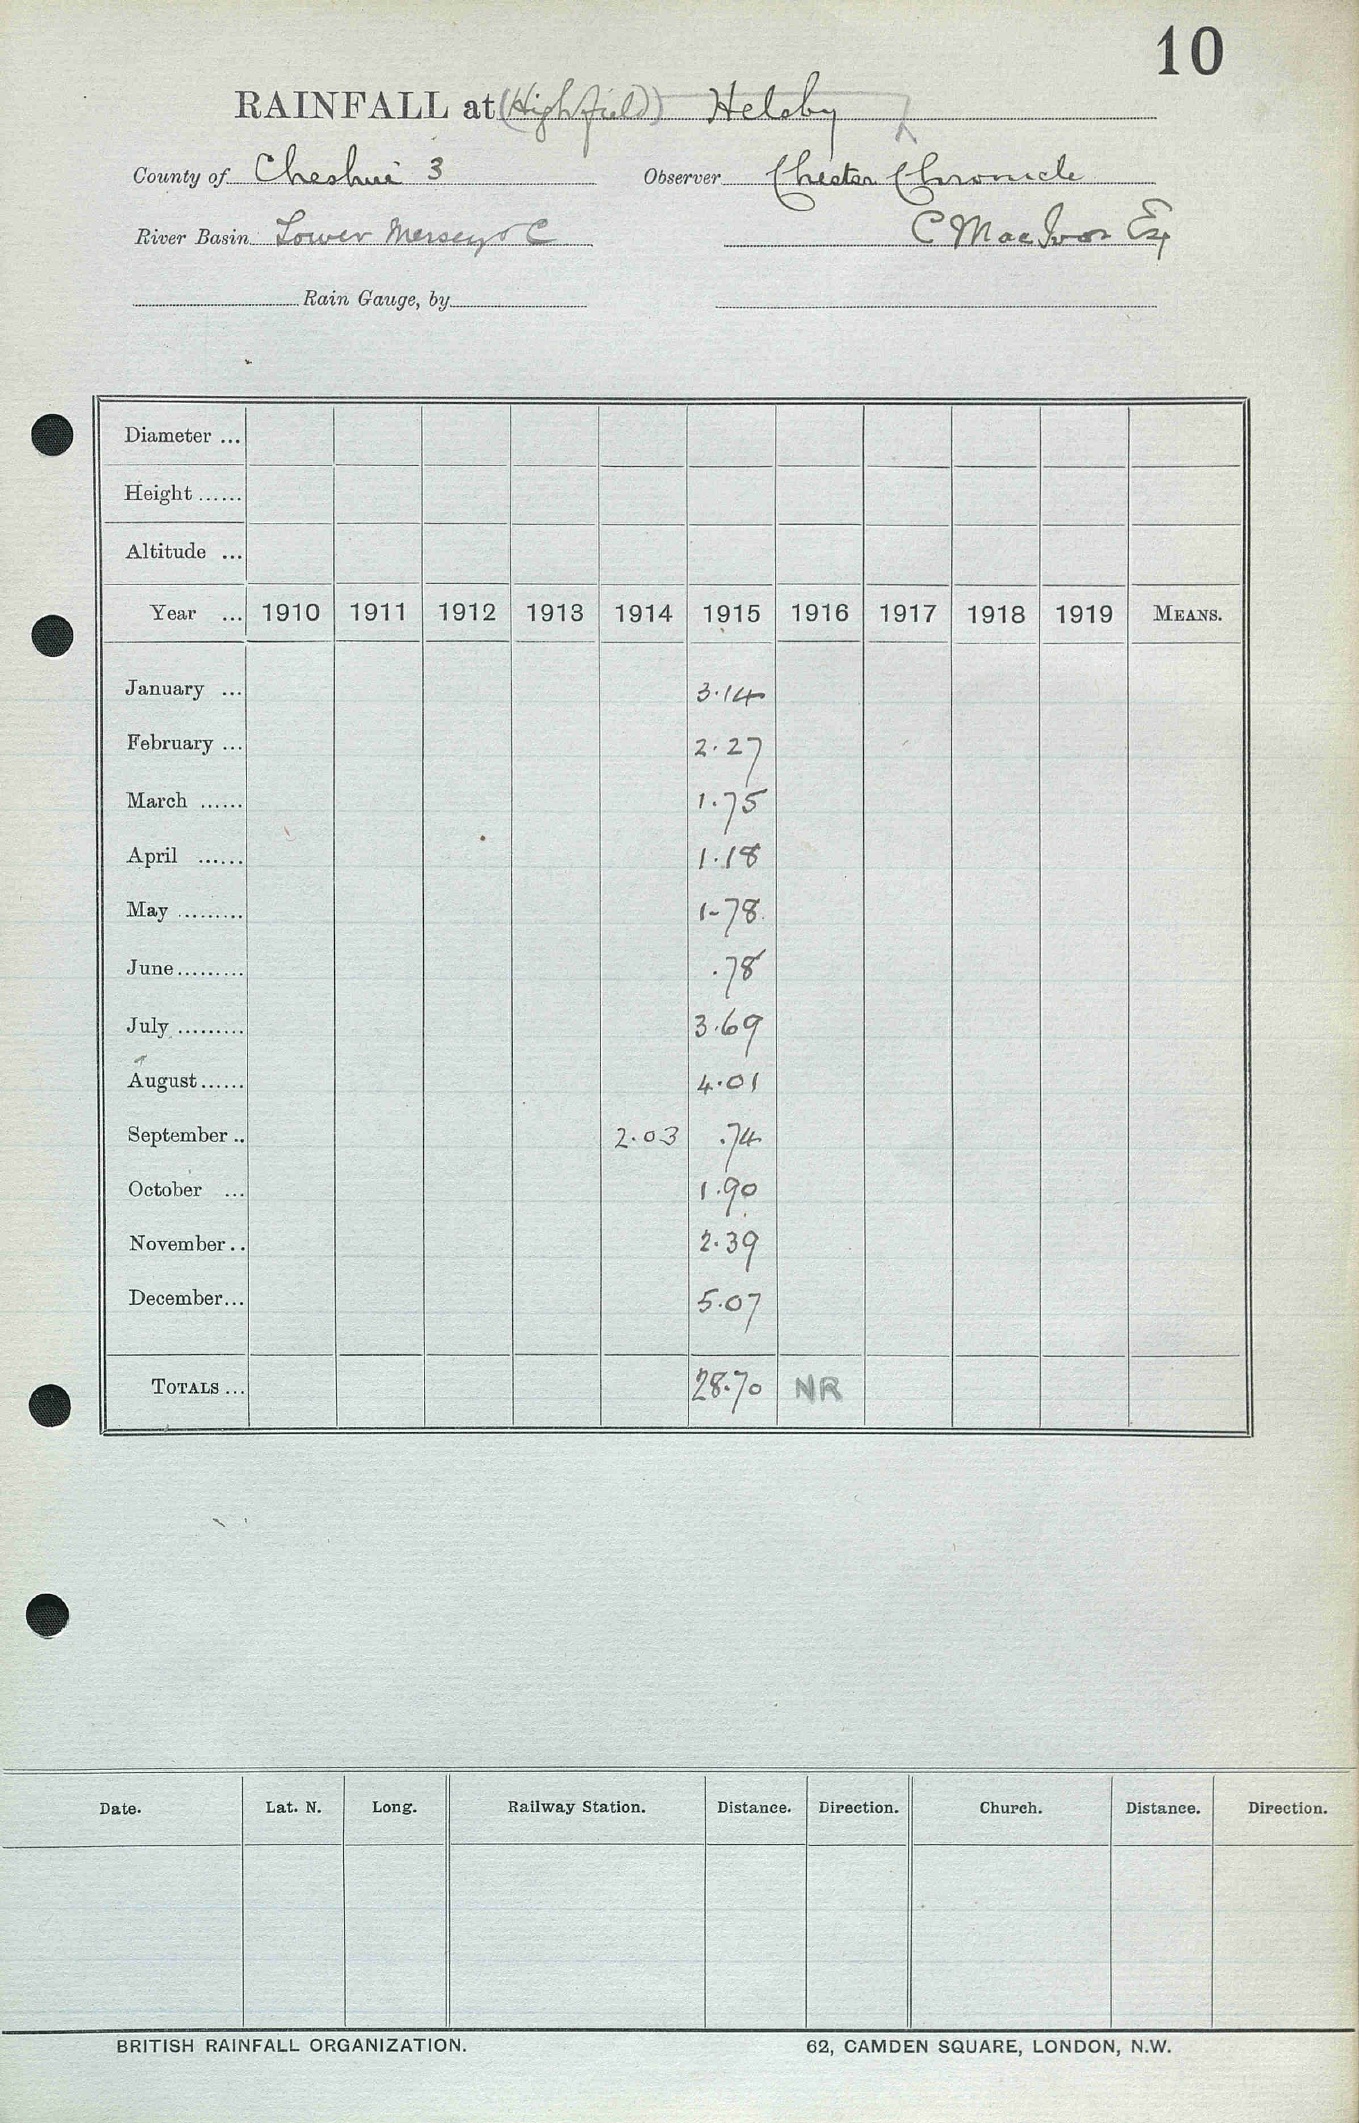 10
RAINFALL at (Highfield) Helsby
County of Cheshire 3 Observer Chester Chronicle
River Basin Lower Mersey & C C MacIvor Esq
Rain Gauge, by
Diameter ...
Height ......
Altitude ...
Year ... 1910 1911 1912 1913 1914 1915 1916 1917 1918 1919 MEANS.
January ... 3.14
February ... 2.27
March ...... 1.75
April ...... 1.18
May ......... 1-78
June ......... .78
July ......... 3.69
August ...... 4.01
September .. 2.03 .74
October ... 1.90
November .. 2.39
December ... 5.07
TOTALS ... 28.70 NR
Date. Lat. N. Long. Railway Station. Distance. Direction. Church. Distance. Direction.
BRITISH RAINFALL ORGANIZATION. 62, CAMDEN SQUARE, LONDON, N.W.